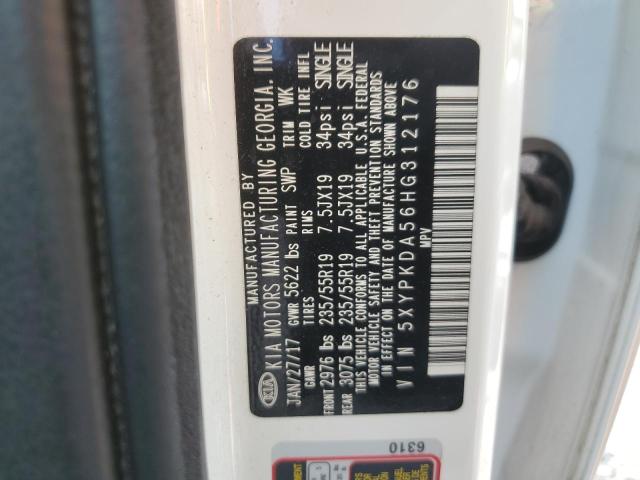 MANUFACTURED BY
KIA KIA MOTORS MANUFACTURING GEORGIA. INC.
JAN/27/17 GVWR 5622 lbs PAINT SWP TRIM WK
GAWR TIRES RIMS COLD TIRE INFL
FRONT 2976 lbs 235/55R19 7.5JX19 34psi SINGLE
REAR 3075 lbs 235/55R19 7.5JX19 34psi SINGLE
THIS VEHICLE CONFORMS TO ALL APPLICABLE U.S.A. FEDERAL
MOTOR VEHICLE SAFETY AND THEFT PREVENTION STANDARDS
IN EFFECT ON THE DATE OF MANUFACTURE SHOWN ABOVE
VIN 5XYPKDA56HG312176
MPV
6310